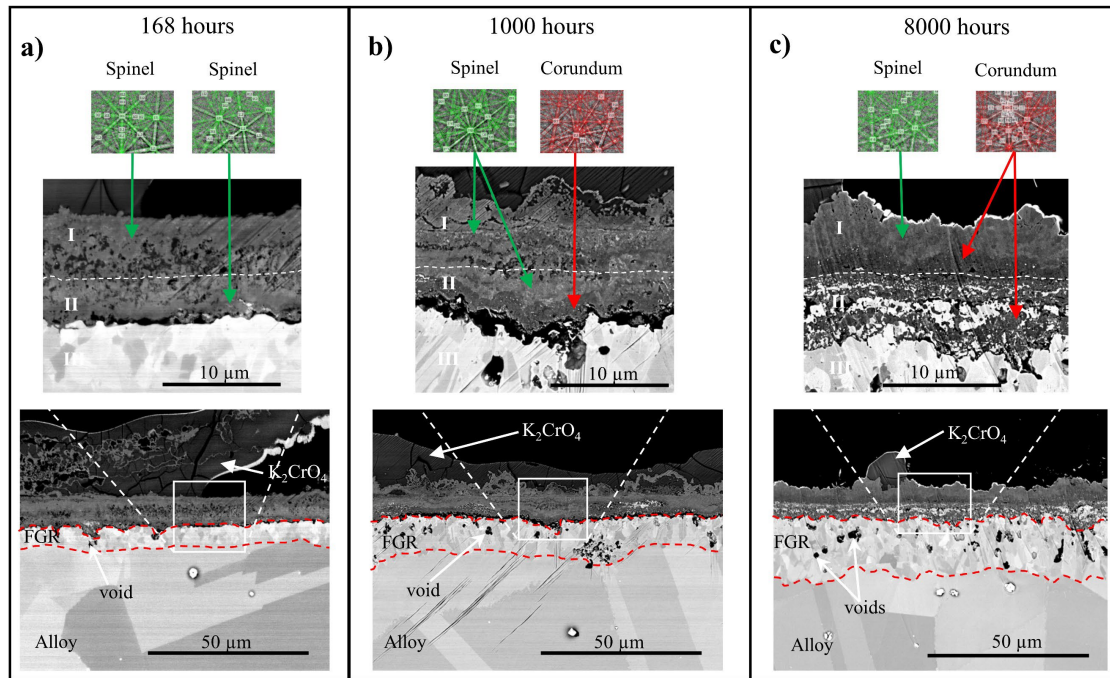 168 hours
a)
Spinel Spinel
I
II
III
10 µm
K₂CrO₄
FGR
void
Alloy
50 µm
1000 hours
b)
Spinel Corundum
I
II
III
10 µm
K₂CrO₄
FGR
void
Alloy
50 µm
8000 hours
c)
Spinel Corundum
I
II
III
10 µm
K₂CrO₄
FGR
voids
Alloy
50 µm